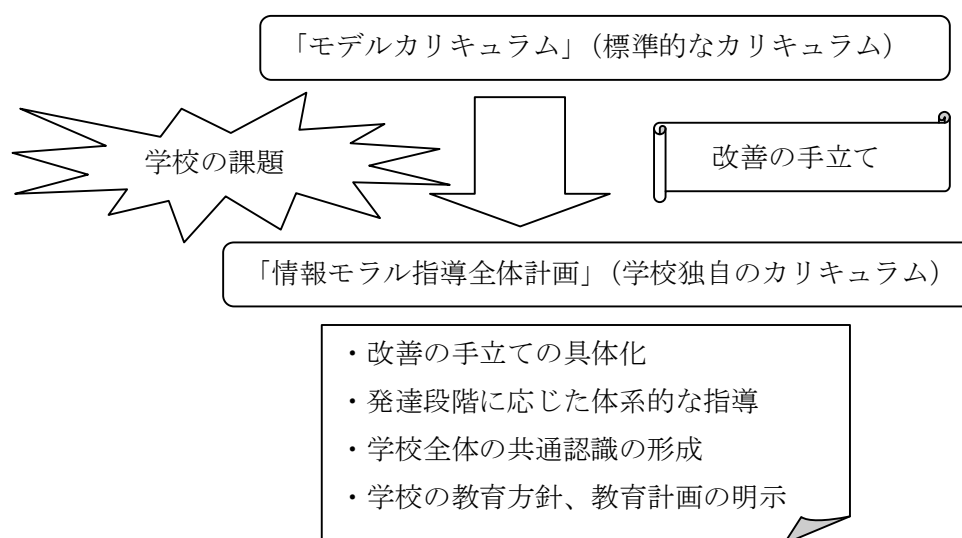 「モデルカリキュラム」（標準的なカリキュラム）
学校の課題
改善の手立て
「情報モラル指導全体計画」（学校独自のカリキュラム）
・改善の手立ての具体化
・発達段階に応じた体系的な指導
・学校全体の共通認識の形成
・学校の教育方針、教育計画の明示